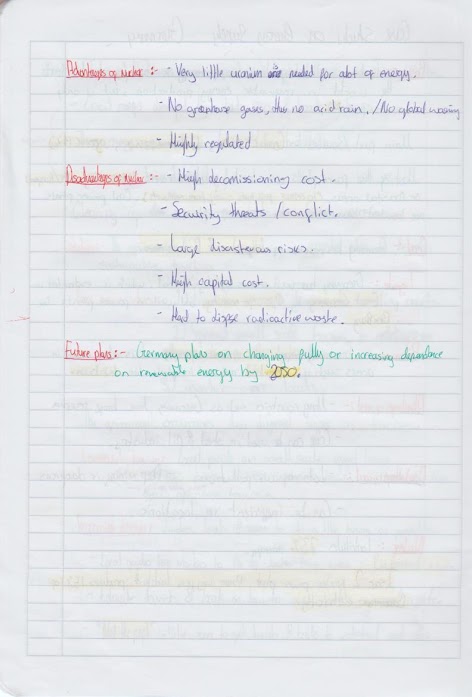 Advantages of nuclear :- - Very little uranium needed for alot of energy.
- No greenhouse gases, thus no acid rain. / No global warming
- Highly regulated
Disadvantages of nuclear :- - High decomissioning cost.
- Security threats / conflict.
- Large disasterous risks.
- High capital cost.
- Hard to dispse radioactive waste.
Future plans :- Germany plans on changing fully or increasing dependence
on renewable energy by 2050.